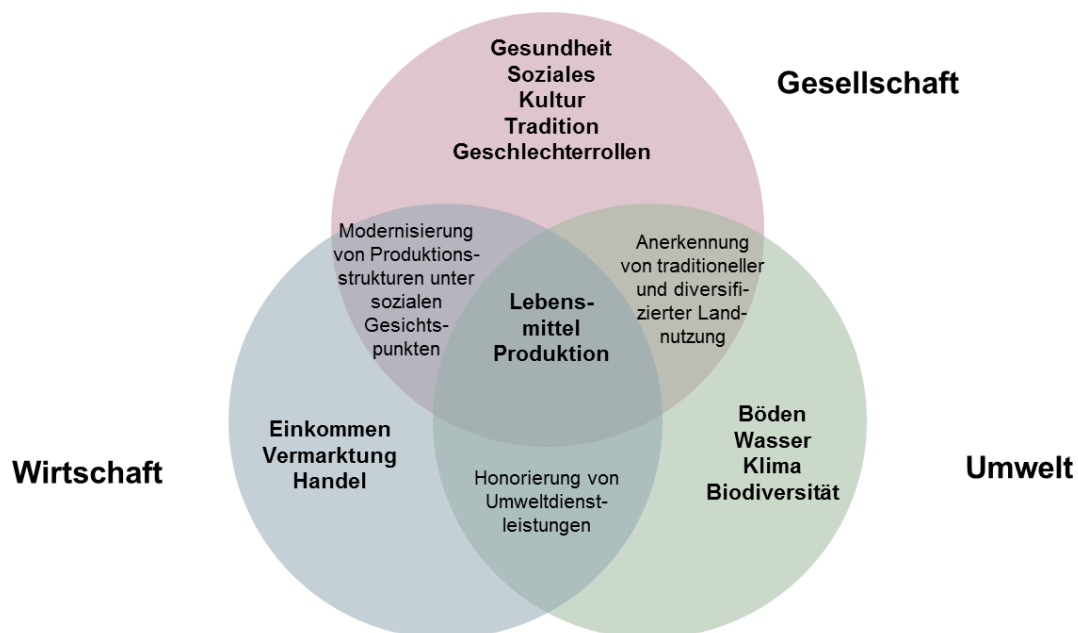 Gesundheit
Soziales
Kultur
Tradition
Geschlechterrollen
Gesellschaft
Modernisierung
von Produktions-
strukturen unter
sozialen
Gesichts-
punkten
Anerkennung
von traditioneller
und diversifi-
zierter Land-
nutzung
Lebens-
mittel
Produktion
Wirtschaft
Einkommen
Vermarktung
Handel
Honorierung von
Umweltdienst-
leistungen
Böden
Wasser
Klima
Biodiversität
Umwelt